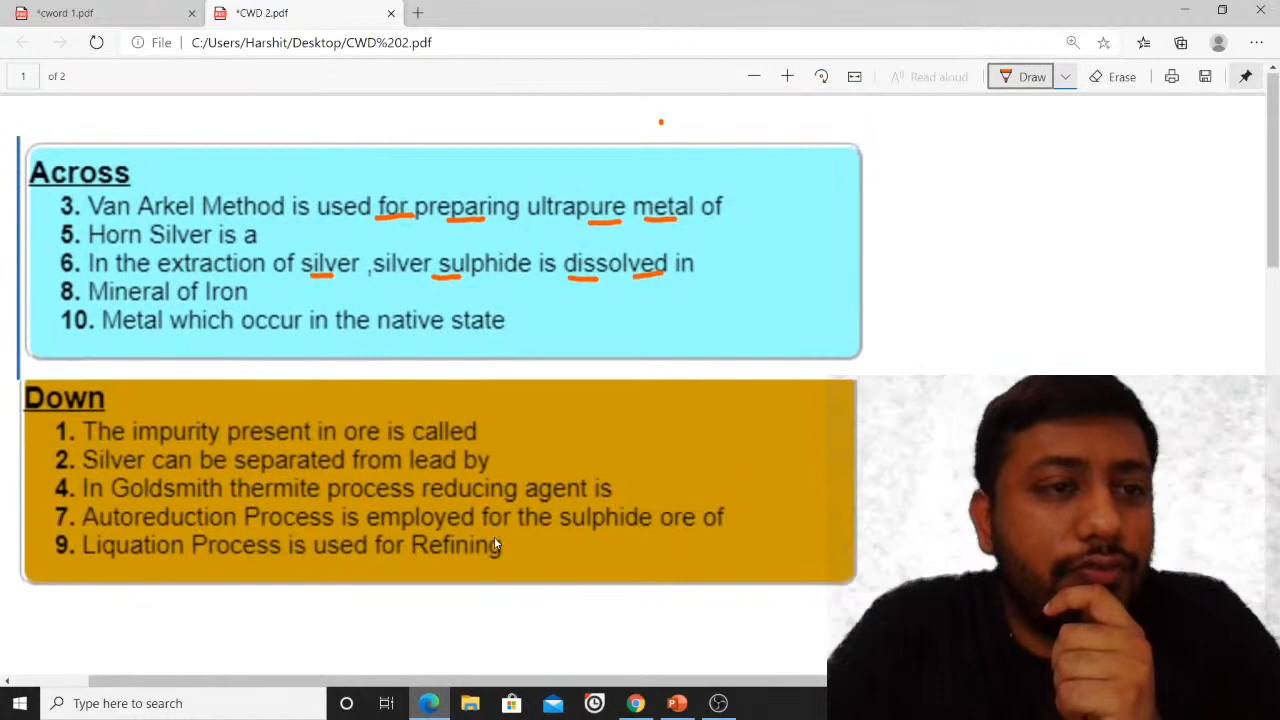 *cword 1.pdf
*CWD 2.pdf
File
C:/Users/Harshit/Desktop/CWD%202.pdf
1 of 2
Read aloud
Draw
Erase
Across
3. Van Arkel Method is used for preparing ultrapure metal of
5. Horn Silver is a
6. In the extraction of silver ,silver sulphide is dissolved in
8. Mineral of Iron
10. Metal which occur in the native state
Down
1. The impurity present in ore is called
2. Silver can be separated from lead by
4. In Goldsmith thermite process reducing agent is
7. Autoreduction Process is employed for the sulphide ore of
9. Liquation Process is used for Refining
Type here to search